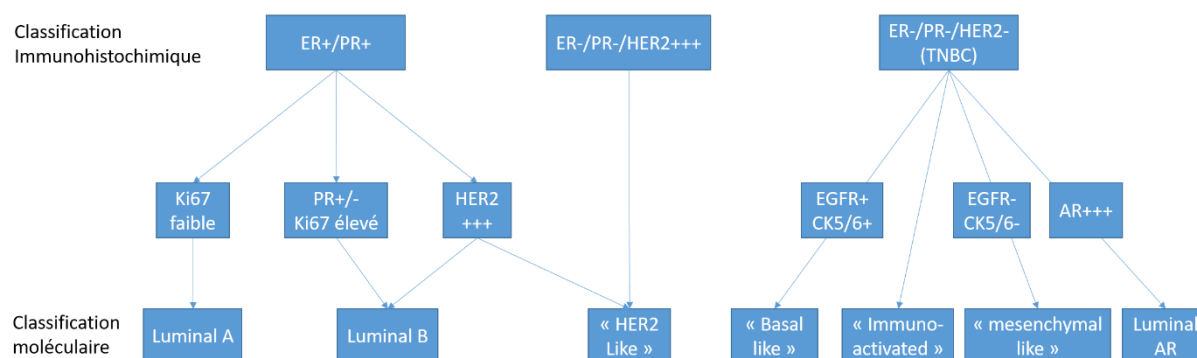 Classification
Immunohistochimique
ER+/PR+
ER-/PR-/HER2+++
ER-/PR-/HER2-
(TNBC)
Ki67
faible
PR+/-
Ki67 élevé
HER2
+++
EGFR+
CK5/6+
EGFR-
CK5/6-
AR+++
Classification
moléculaire
Luminal A
Luminal B
« HER2
Like »
« Basal
like »
« Immuno-
activated »
« mesenchymal
like »
Luminal
AR